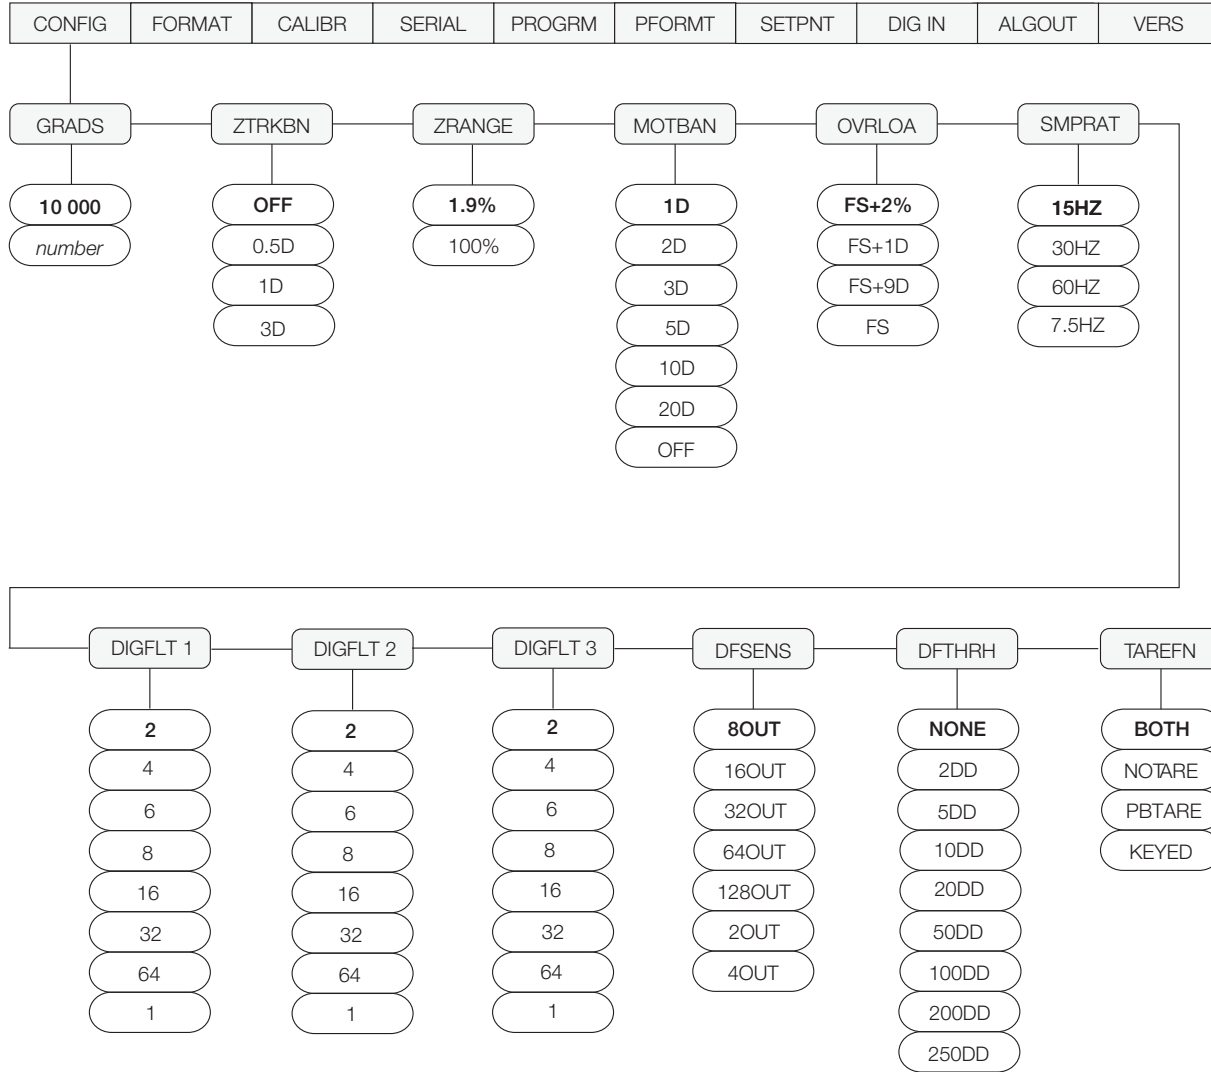 CONFIG FORMAT CALIBR SERIAL PROGRM PFORMT SETPNT DIG IN ALGOUT VERS
GRADS ZTRKBN ZRANGE MOTBAN OVRLOA SMPRAT
10 000 OFF 1.9% 1D FS+2% 15HZ
number 0.5D 100% 2D FS+1D 30HZ
1D 3D FS+9D 60HZ
3D 5D FS 7.5HZ
10D
20D
OFF
DIGFLT 1 DIGFLT 2 DIGFLT 3 DFSENS DFTHRH TAREFN
2 2 2 8OUT NONE BOTH
4 4 4 16OUT 2DD NOTARE
6 6 6 32OUT 5DD PBTARE
8 8 8 64OUT 10DD KEYED
16 16 16 128OUT 20DD
32 32 32 2OUT 50DD
64 64 64 4OUT 100DD
1 1 1 200DD
250DD